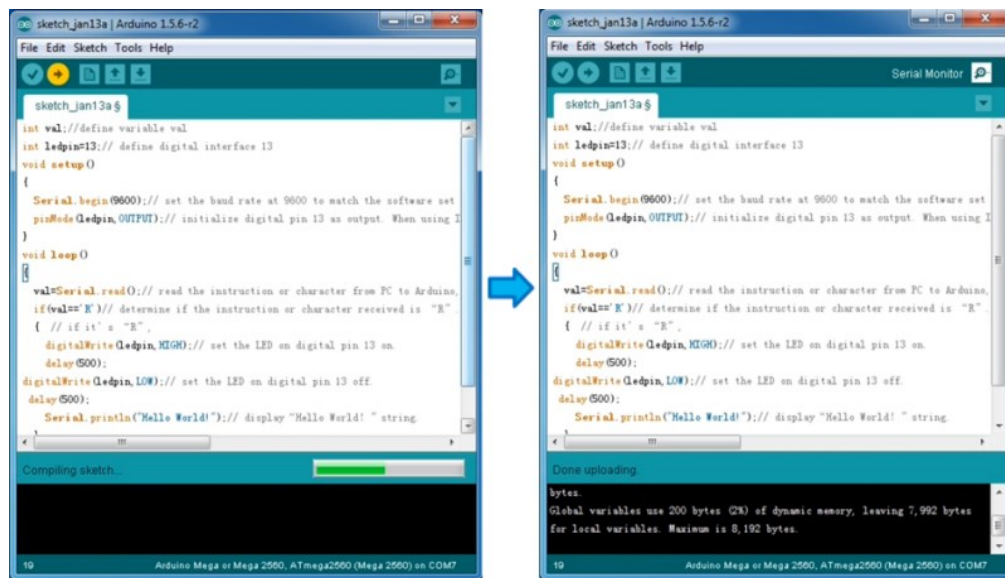 sketch_jan13a | Arduino 1.5.6-r2
File Edit Sketch Tools Help
sketch_jan13a §
int val;//define variable val
int ledpin=13;// define digital interface 13
void setup()
{
Serial.begin(9600);// set the baud rate at 9600 to match the software set
pinMode(ledpin,OUTPUT);// initialize digital pin 13 as output. When using I
}
void loop()
{
val=Serial.read();// read the instruction or character from PC to Arduino,
if(val=='R')// determine if the instruction or character received is “R”.
{ // if it’s “R”,
digitalWrite(ledpin,HIGH);// set the LED on digital pin 13 on.
delay(500);
digitalWrite(ledpin,LOW);// set the LED on digital pin 13 off.
delay(500);
Serial.println("Hello World!");// display “Hello World! ” string.
}
Compiling sketch...
19
Arduino Mega or Mega 2560, ATmega2560 (Mega 2560) on COM7
sketch_jan13a | Arduino 1.5.6-r2
File Edit Sketch Tools Help
Serial Monitor
sketch_jan13a §
int val;//define variable val
int ledpin=13;// define digital interface 13
void setup()
{
Serial.begin(9600);// set the baud rate at 9600 to match the software set
pinMode(ledpin,OUTPUT);// initialize digital pin 13 as output. When using I
}
void loop()
{
val=Serial.read();// read the instruction or character from PC to Arduino,
if(val=='R')// determine if the instruction or character received is “R”.
{ // if it’s “R”,
digitalWrite(ledpin,HIGH);// set the LED on digital pin 13 on.
delay(500);
digitalWrite(ledpin,LOW);// set the LED on digital pin 13 off.
delay(500);
Serial.println("Hello World!");// display “Hello World! ” string.
}
Done uploading.
bytes.
Global variables use 200 bytes (2%) of dynamic memory, leaving 7,992 bytes
for local variables. Maximum is 8,192 bytes.
19
Arduino Mega or Mega 2560, ATmega2560 (Mega 2560) on COM7